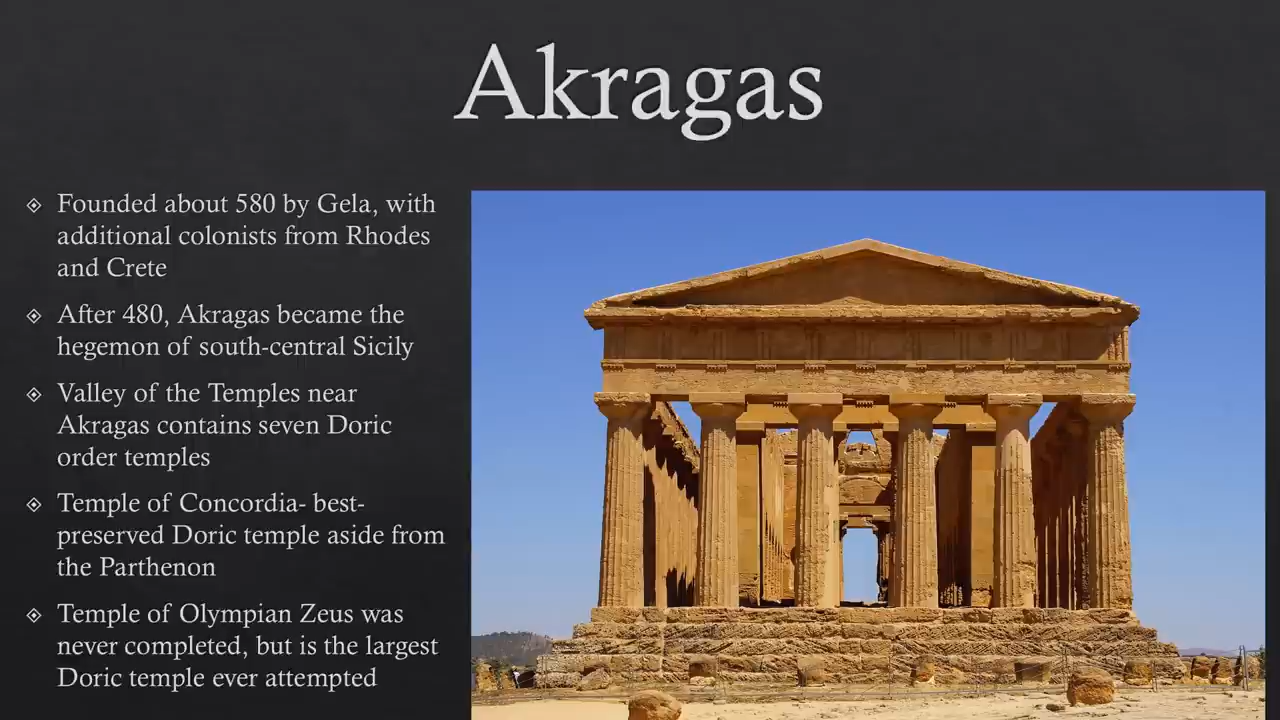 Akragas
Founded about 580 by Gela, with
additional colonists from Rhodes
and Crete
After 480, Akragas became the
hegemon of south-central Sicily
Valley of the Temples near
Akragas contains seven Doric
order temples
Temple of Concordia- best-
preserved Doric temple aside from
the Parthenon
Temple of Olympian Zeus was
never completed, but is the largest
Doric temple ever attempted